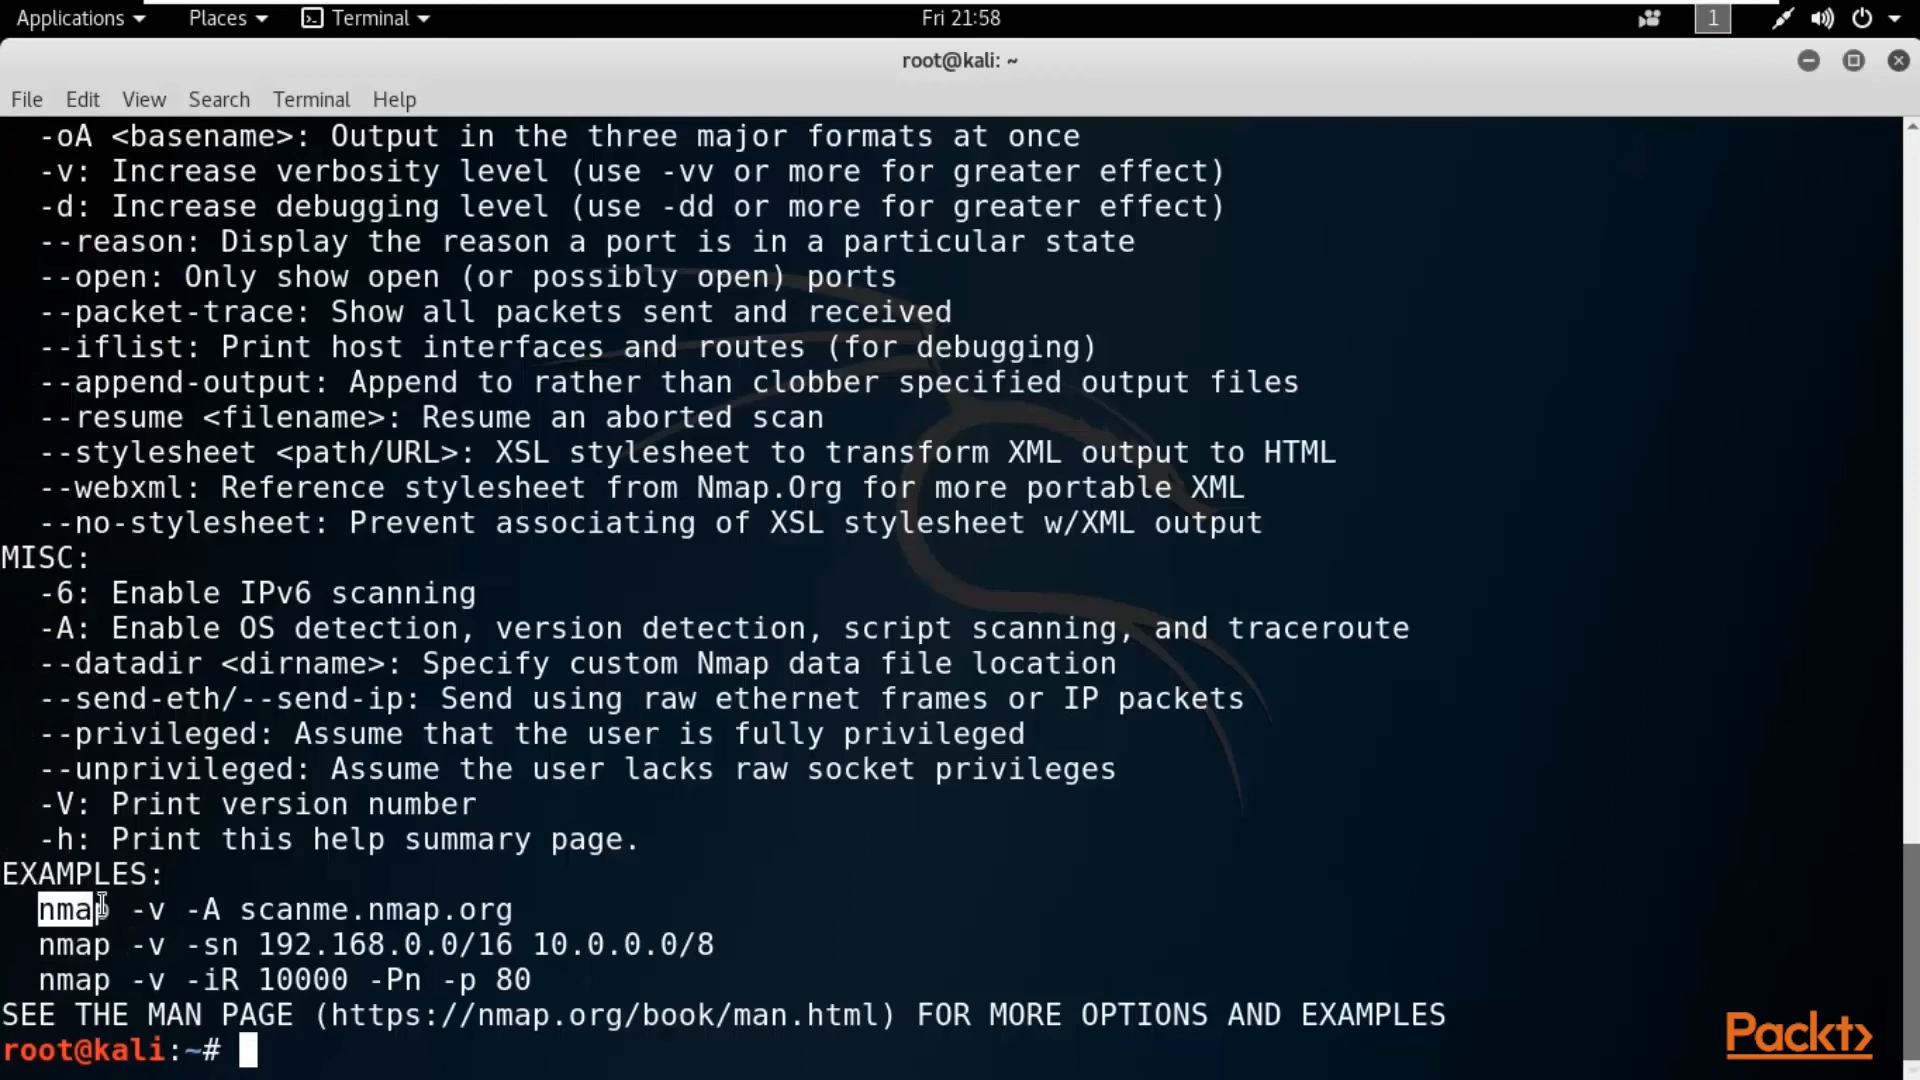 Applications Places Terminal Fri 21:58 1
root@kali: ~
File Edit View Search Terminal Help
-oA <basename>: Output in the three major formats at once
-v: Increase verbosity level (use -vv or more for greater effect)
-d: Increase debugging level (use -dd or more for greater effect)
--reason: Display the reason a port is in a particular state
--open: Only show open (or possibly open) ports
--packet-trace: Show all packets sent and received
--iflist: Print host interfaces and routes (for debugging)
--append-output: Append to rather than clobber specified output files
--resume <filename>: Resume an aborted scan
--stylesheet <path/URL>: XSL stylesheet to transform XML output to HTML
--webxml: Reference stylesheet from Nmap.Org for more portable XML
--no-stylesheet: Prevent associating of XSL stylesheet w/XML output
MISC:
-6: Enable IPv6 scanning
-A: Enable OS detection, version detection, script scanning, and traceroute
--datadir <dirname>: Specify custom Nmap data file location
--send-eth/--send-ip: Send using raw ethernet frames or IP packets
--privileged: Assume that the user is fully privileged
--unprivileged: Assume the user lacks raw socket privileges
-V: Print version number
-h: Print this help summary page.
EXAMPLES:
nmap -v -A scanme.nmap.org
nmap -v -sn 192.168.0.0/16 10.0.0.0/8
nmap -v -iR 10000 -Pn -p 80
SEE THE MAN PAGE (https://nmap.org/book/man.html) FOR MORE OPTIONS AND EXAMPLES
root@kali:~#
Packt>